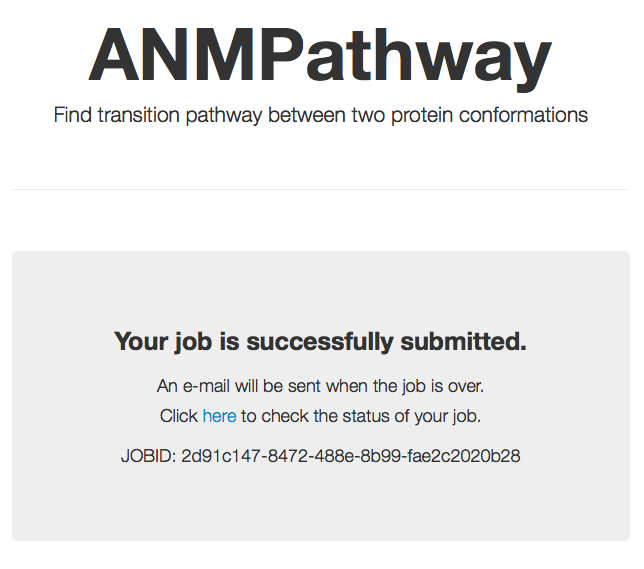 ANMPathway
Find transition pathway between two protein conformations
Your job is successfully submitted.
An e-mail will be sent when the job is over.
Click here to check the status of your job.
JOBID: 2d91c147-8472-488e-8b99-fae2c2020b28